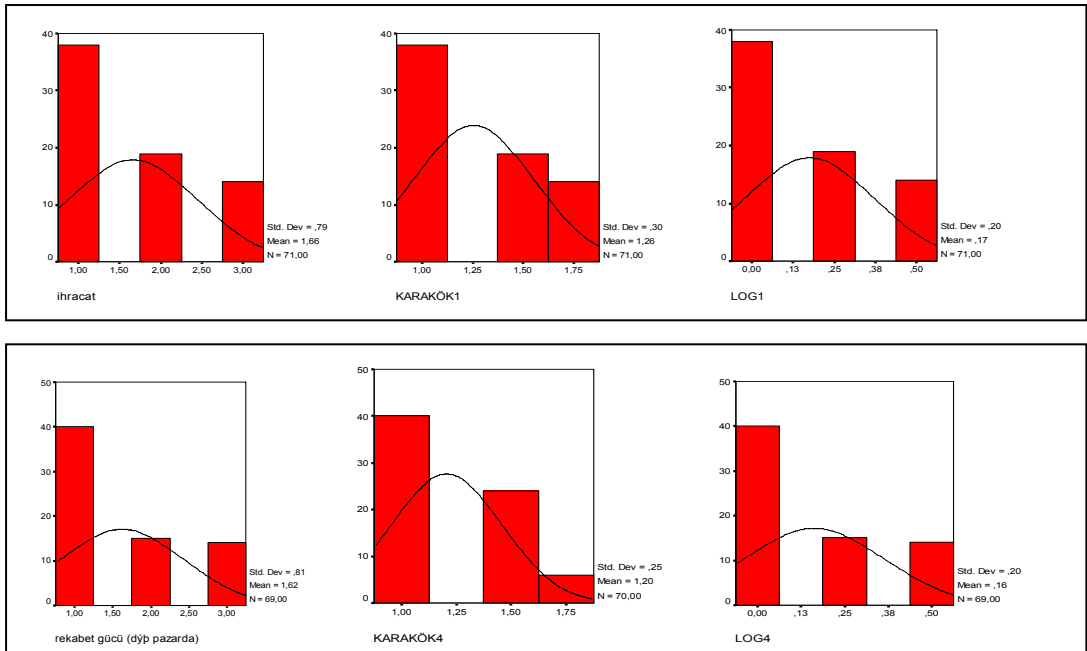 40
30
20
10
0
1,00 1,50 2,00 2,50 3,00
Std. Dev = ,79
Mean = 1,66
N = 71,00
ihracat
40
30
20
10
0
1,00 1,25 1,50 1,75
Std. Dev = ,30
Mean = 1,26
N = 71,00
KARAKÖK1
40
30
20
10
0
0,00 ,13 ,25 ,38 ,50
Std. Dev = ,20
Mean = ,17
N = 71,00
LOG1
50
40
30
20
10
0
1,00 1,50 2,00 2,50 3,00
Std. Dev = ,81
Mean = 1,62
N = 69,00
rekabet gücü (dýþ pazarda)
50
40
30
20
10
0
1,00 1,25 1,50 1,75
Std. Dev = ,25
Mean = 1,20
N = 70,00
KARAKÖK4
50
40
30
20
10
0
0,00 ,13 ,25 ,38 ,50
Std. Dev = ,20
Mean = ,16
N = 69,00
LOG4